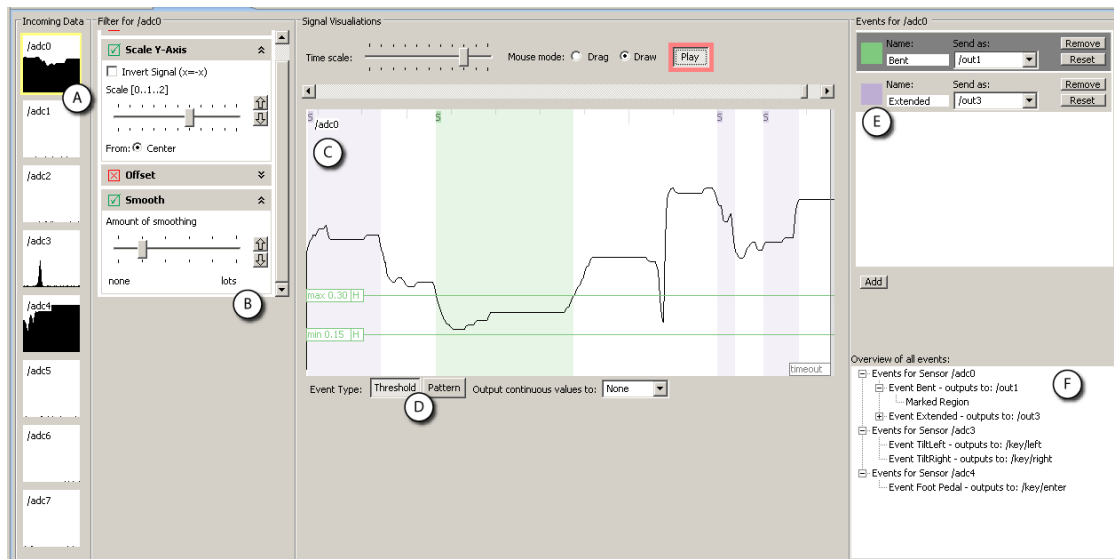 Incoming Data
/adc0
A
/adc1
/adc2
/adc3
/adc4
/adc5
/adc6
/adc7
Filter for /adc0
Scale Y-Axis
Invert Signal (x=-x)
Scale [0..1..2]
From: Center
Offset
Smooth
Amount of smoothing
none lots
B
Signal Visualiations
Time scale:
Mouse mode: Drag Draw Play
S S S S
/adc0
C
max 0.30 H
min 0.15 H
timeout
Event Type: Threshold Pattern Output continuous values to: None
D
Events for /adc0
Name: Send as: Remove
Bent /out1 Reset
Name: Send as: Remove
Extended /out3 Reset
E
Add
Overview of all events:
Events for Sensor /adc0
F
Event Bent - outputs to: /out1
Marked Region
Event Extended - outputs to: /out3
Events for Sensor /adc3
Event TiltLeft - outputs to: /key/left
Event TiltRight - outputs to: /key/right
Events for Sensor /adc4
Event Foot Pedal - outputs to: /key/enter